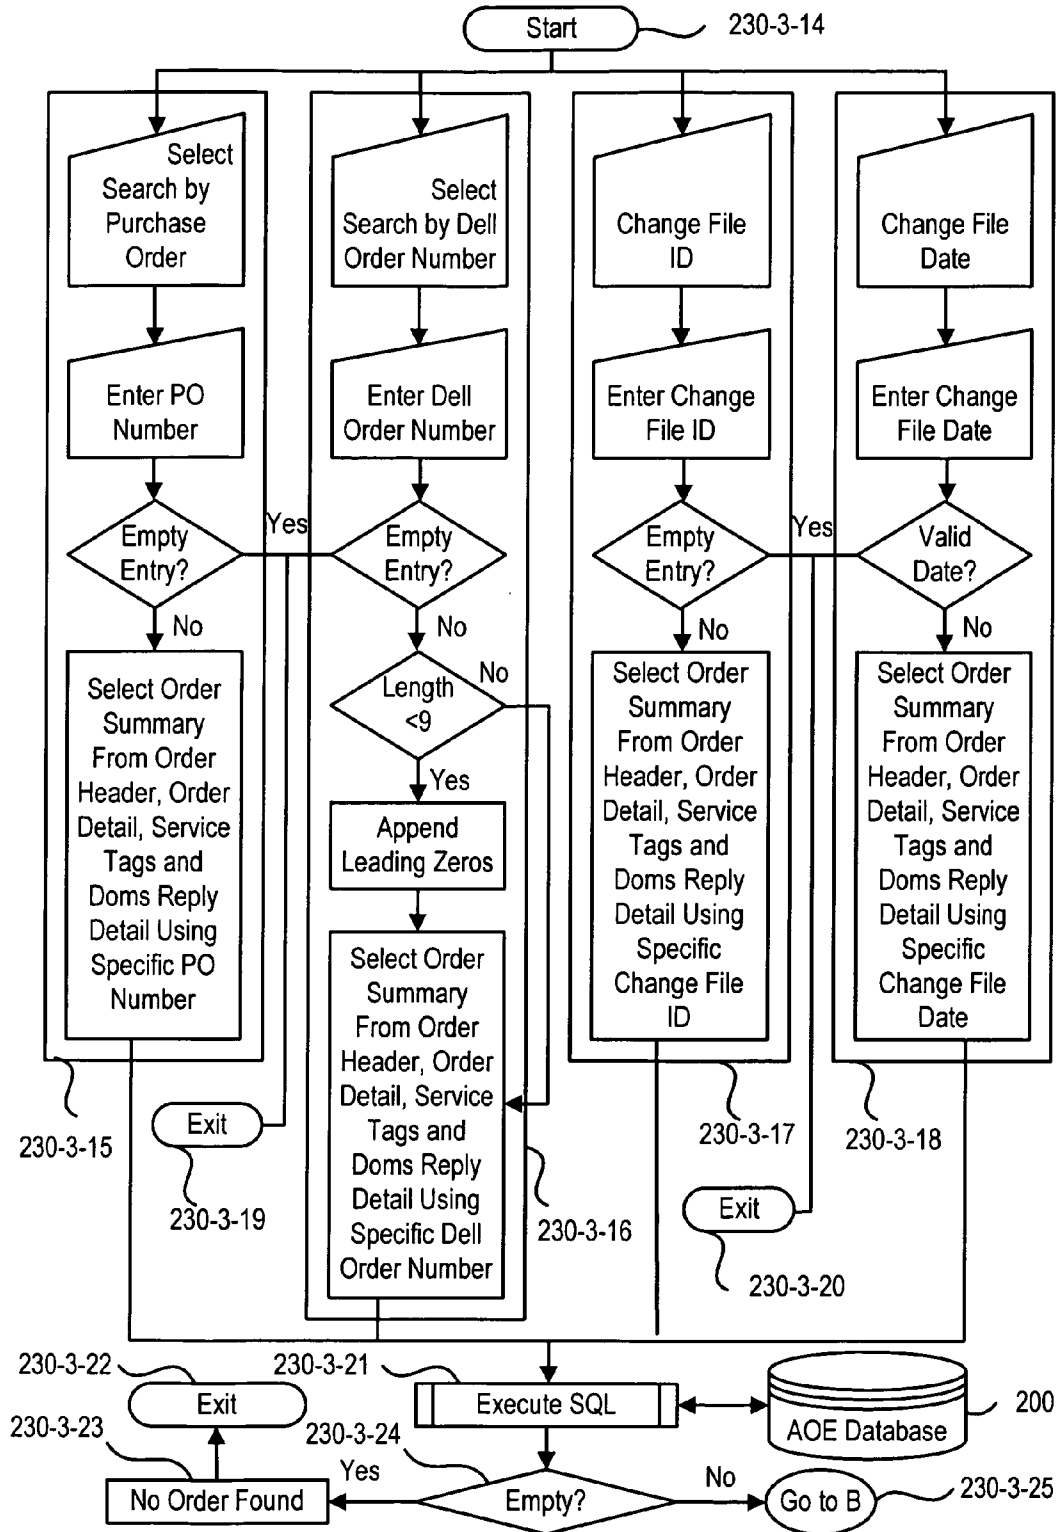 Start
230-3-14
Select
Search by
Purchase
Order
Select
Search by Dell
Order Number
Change File
ID
Change File
Date
Enter PO
Number
Enter Dell
Order Number
Enter Change
File ID
Enter Change
File Date
Empty
Entry?
Yes
Empty
Entry?
Empty
Entry?
Yes
Valid
Date?
No
No
No
No
Select Order
Summary
From Order
Header, Order
Detail, Service
Tags and
Doms Reply
Detail Using
Specific PO
Number
Length
<9
No
Yes
Append
Leading Zeros
Select Order
Summary
From Order
Header, Order
Detail, Service
Tags and
Doms Reply
Detail Using
Specific Dell
Order Number
Select Order
Summary
From Order
Header, Order
Detail, Service
Tags and
Doms Reply
Detail Using
Specific
Change File
ID
Select Order
Summary
From Order
Header, Order
Detail, Service
Tags and
Doms Reply
Detail Using
Specific
Change File
Date
230-3-15
Exit
230-3-19
230-3-16
230-3-17
230-3-18
Exit
230-3-20
230-3-22
Exit
230-3-21
Execute SQL
AOE Database
200
230-3-23
No Order Found
230-3-24
Yes
Empty?
No
Go to B
230-3-25